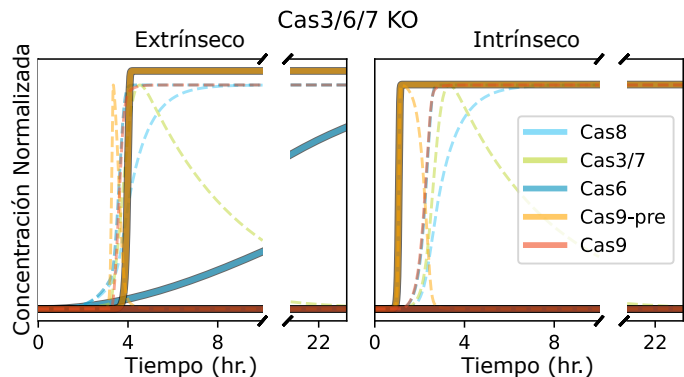 Cas3/6/7 KO
Extrínseco
Intrínseco
Concentración Normalizada
Cas8
Cas3/7
Cas6
Cas9-pre
Cas9
0
4
8
22
0
4
8
22
Tiempo (hr.)
Tiempo (hr.)